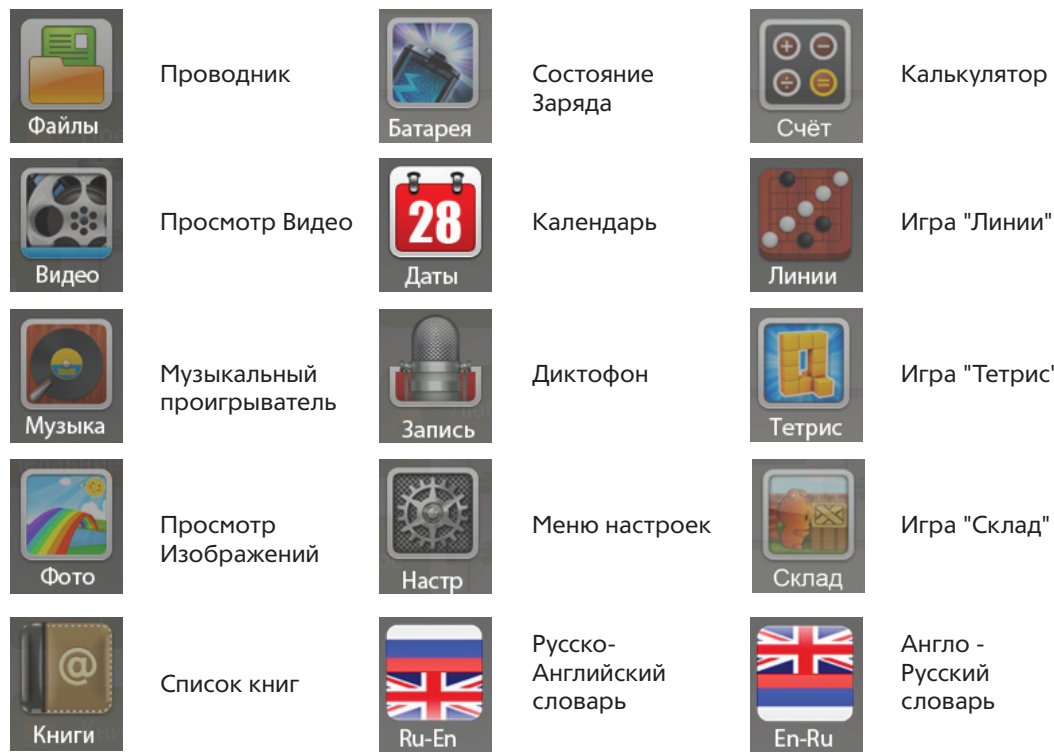 Файлы
Проводник
Батарея
Состояние
Заряда
Счёт
Калькулятор
Видео
Просмотр Видео
28
Даты
Календарь
Линии
Игра "Линии"
Музыка
Музыкальный
проигрыватель
Запись
Диктофон
Тетрис
Игра "Тетрис'
Фото
Просмотр
Изображений
Настр
Меню настроек
Склад
Игра "Склад"
@
Книги
Список книг
Ru-En
Русско-
Английский
словарь
En-Ru
Англо -
Русский
словарь